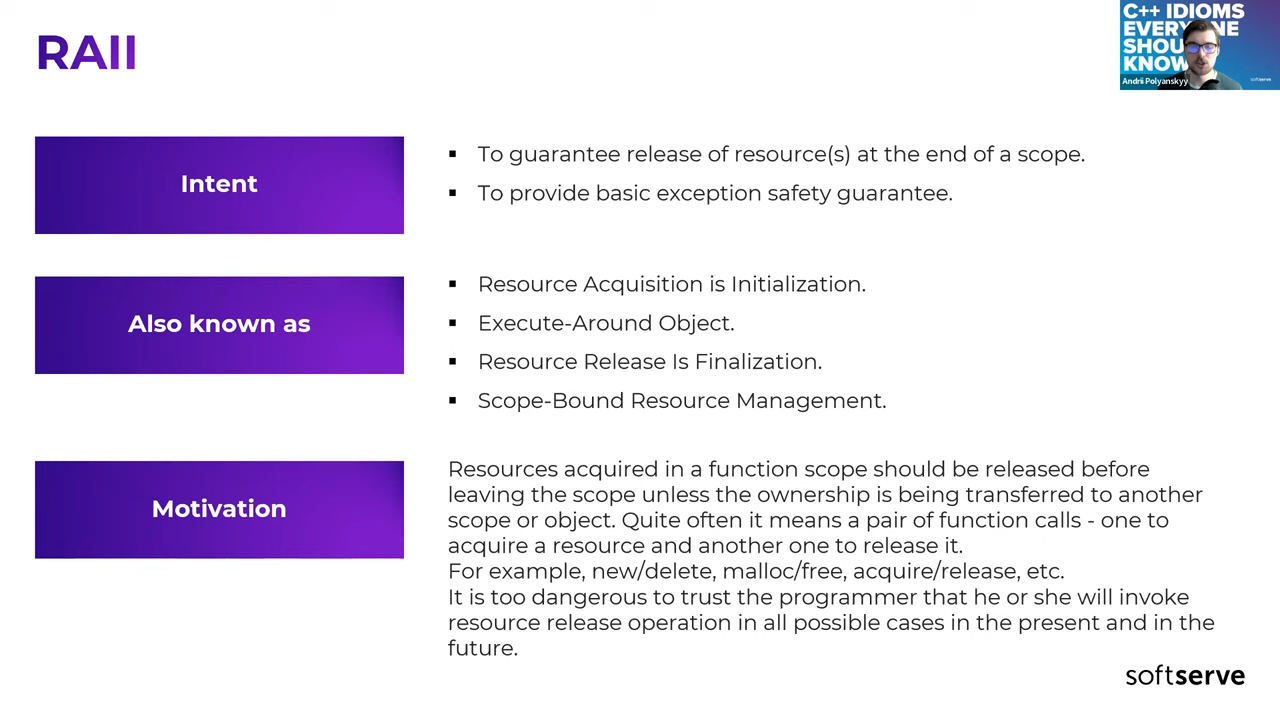 RAII
C++ IDIOMS
EVERYONE
SHOU
KNOW
Andrii Polyanskyy
softserve
Intent
▪ To guarantee release of resource(s) at the end of a scope.
▪ To provide basic exception safety guarantee.
Also known as
▪ Resource Acquisition is Initialization.
▪ Execute-Around Object.
▪ Resource Release Is Finalization.
▪ Scope-Bound Resource Management.
Motivation
Resources acquired in a function scope should be released before
leaving the scope unless the ownership is being transferred to another
scope or object. Quite often it means a pair of function calls - one to
acquire a resource and another one to release it.
For example, new/delete, malloc/free, acquire/release, etc.
It is too dangerous to trust the programmer that he or she will invoke
resource release operation in all possible cases in the present and in the
future.
softserve